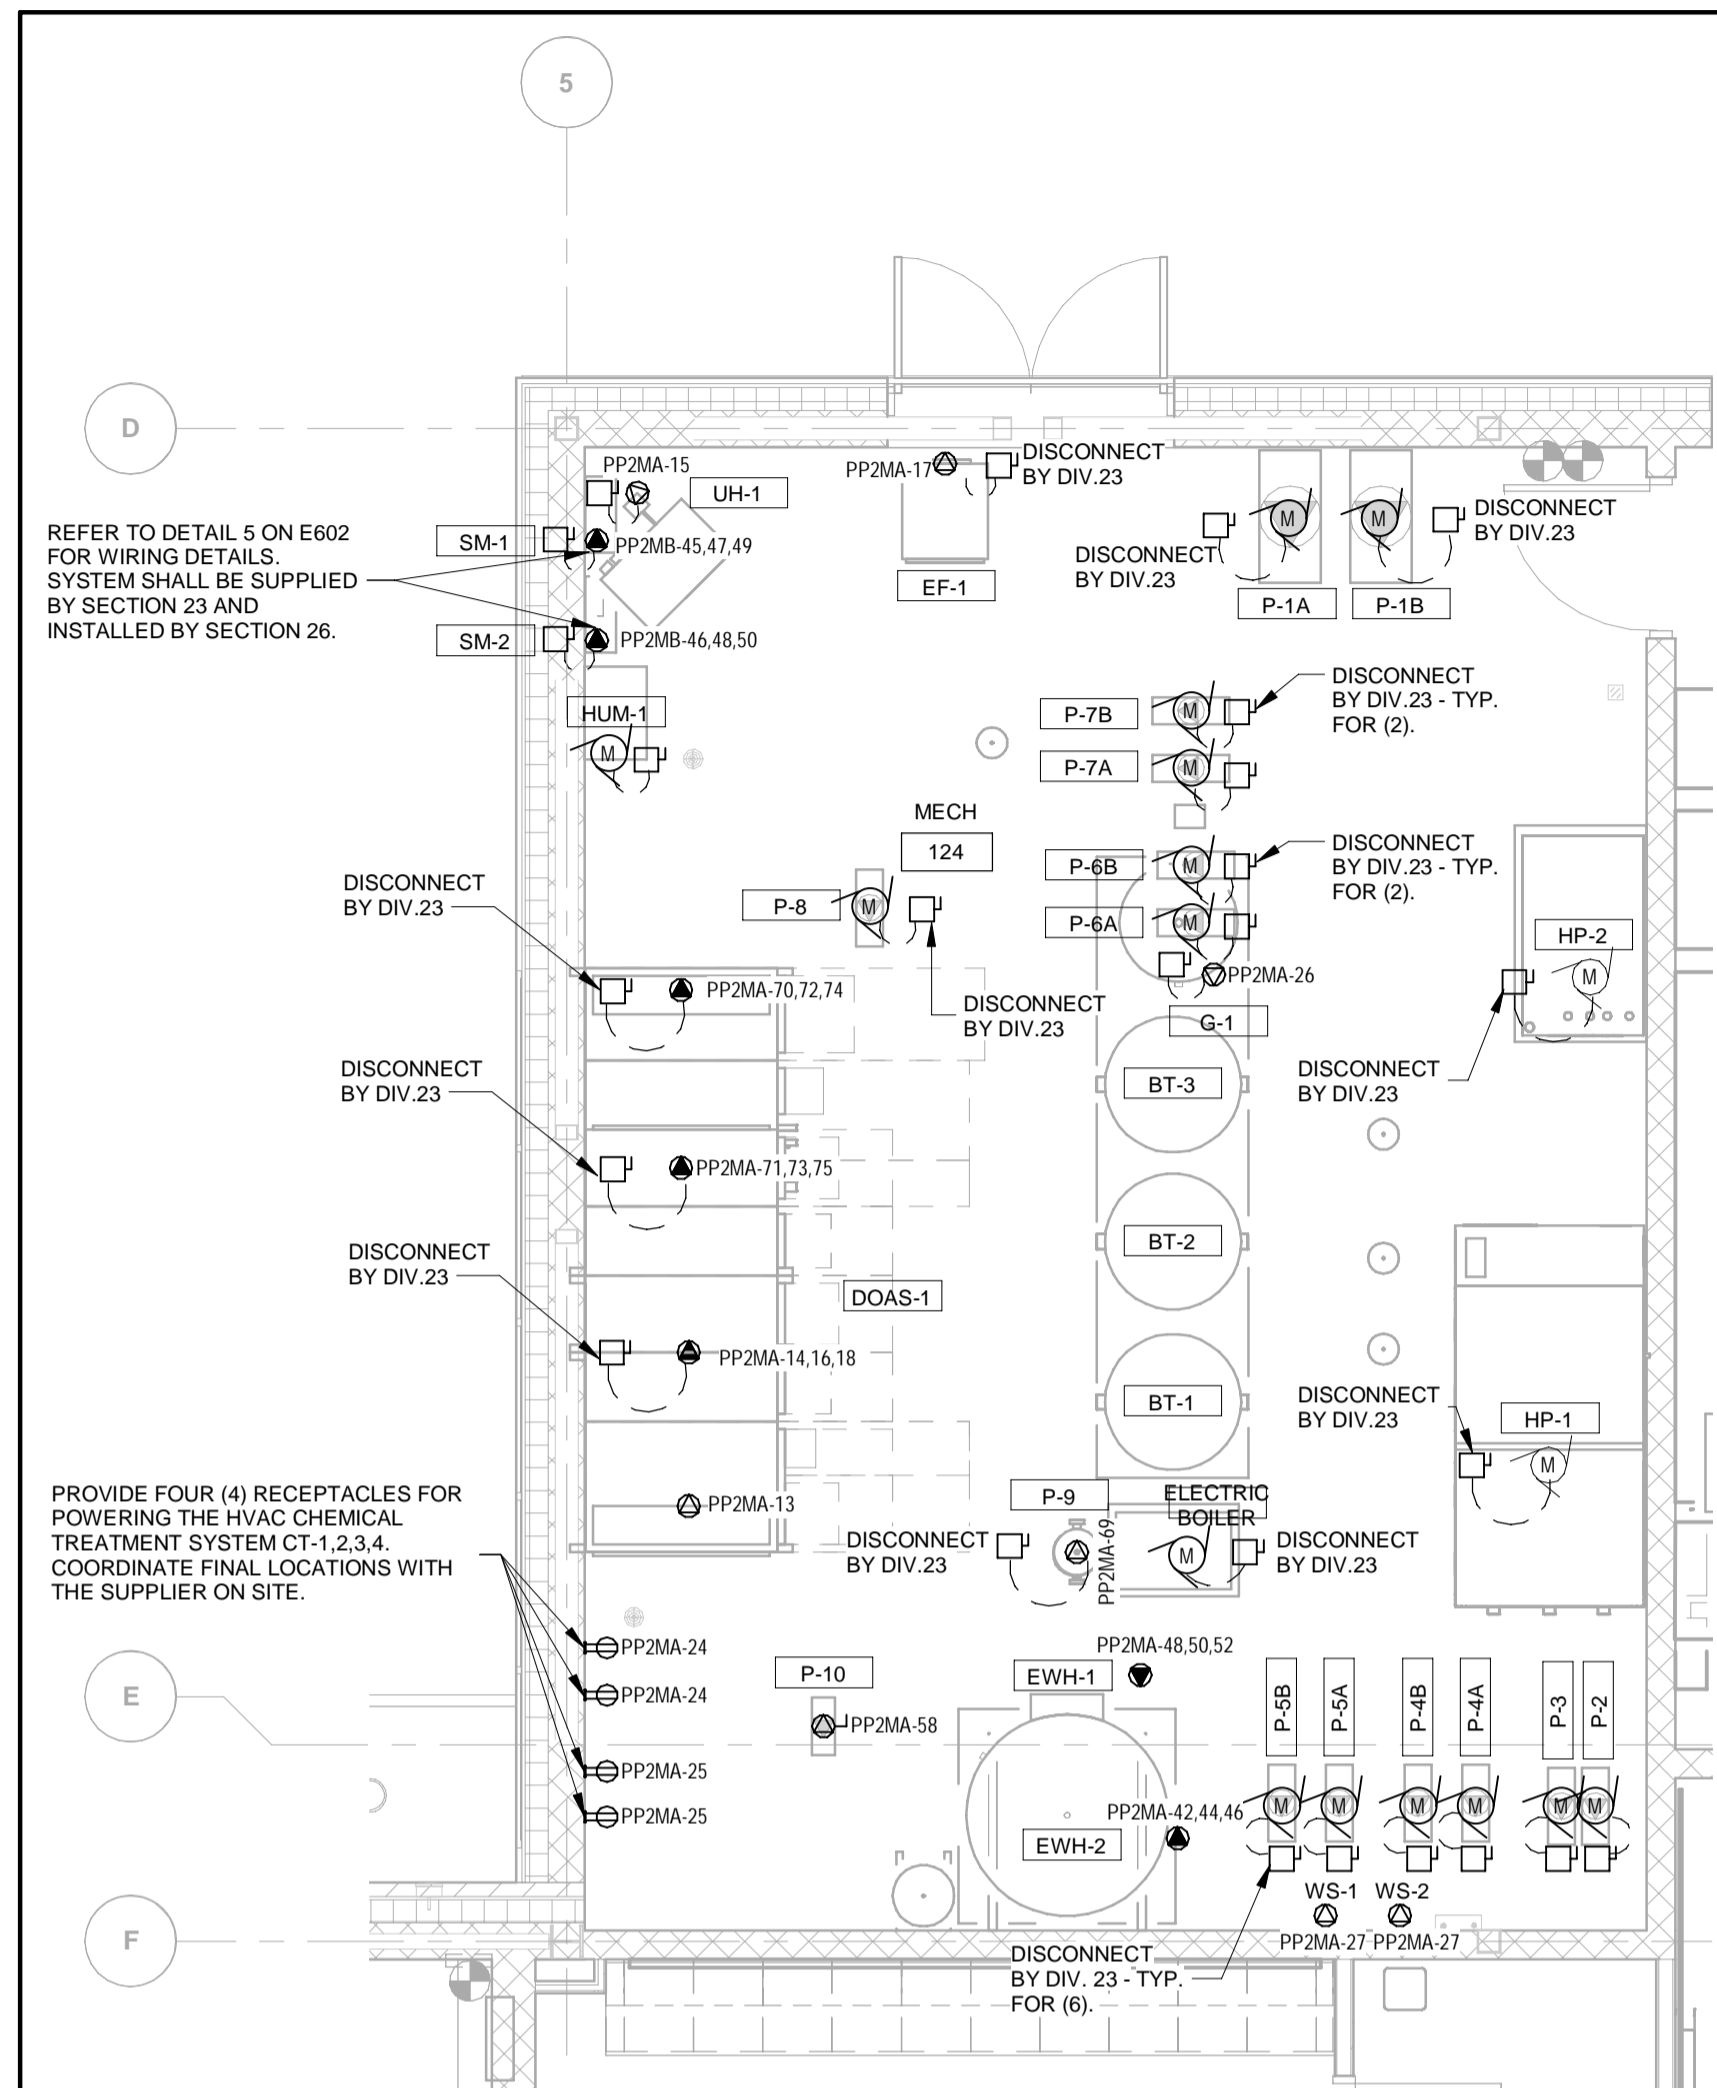 5
D
PP2MA-15
UH-1
PP2MA-17
DISCONNECT
BY DIV.23
REFER TO DETAIL 5 ON E602
FOR WIRING DETAILS.
SYSTEM SHALL BE SUPPLIED
BY SECTION 23 AND
INSTALLED BY SECTION 26.
SM-1
PP2MB-45,47,49
SM-2
PP2MB-46,48,50
EF-1
M
DISCONNECT
BY DIV.23
P-1A
M
DISCONNECT
BY DIV.23
P-1B
HUM-1
M
P-7B
M
DISCONNECT
BY DIV.23 - TYP.
FOR (2).
P-7A
M
MECH
124
P-6B
M
DISCONNECT
BY DIV.23 - TYP.
FOR (2).
P-6A
M
PP2MA-26
G-1
P-8
M
DISCONNECT
BY DIV.23
HP-2
M
DISCONNECT
BY DIV.23
DISCONNECT
BY DIV.23
PP2MA-70,72,74
DISCONNECT
BY DIV.23
PP2MA-71,73,75
DISCONNECT
BY DIV.23
PP2MA-14,16,18
DOAS-1
BT-3
BT-2
BT-1
DISCONNECT
BY DIV.23
HP-1
M
PP2MA-13
P-9
DISCONNECT
BY DIV.23
PP2MA-69
ELECTRIC
BOILER
M
DISCONNECT
BY DIV.23
PROVIDE FOUR (4) RECEPTACLES FOR
POWERING THE HVAC CHEMICAL
TREATMENT SYSTEM CT-1,2,3,4.
COORDINATE FINAL LOCATIONS WITH
THE SUPPLIER ON SITE.
PP2MA-24
PP2MA-24
PP2MA-25
PP2MA-25
E
P-10
PP2MA-58
EWH-1
PP2MA-48,50,52
PP2MA-42,44,46
EWH-2
P-5B
P-5A
P-4B
P-4A
P-3
P-2
M
M
M
M
M
M
WS-1
WS-2
PP2MA-27
PP2MA-27
F
DISCONNECT
BY DIV. 23 - TYP.
FOR (6).